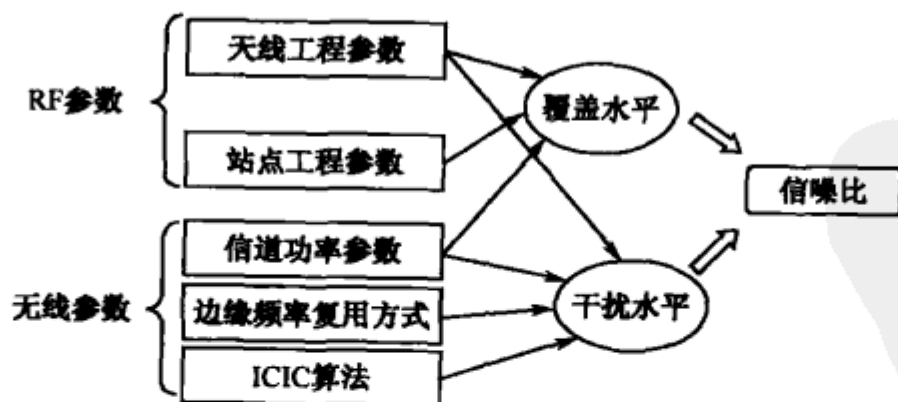 RF参数
天线工程参数
站点工程参数
无线参数
信道功率参数
边缘频率复用方式
ICIC算法
覆盖水平
干扰水平
信噪比